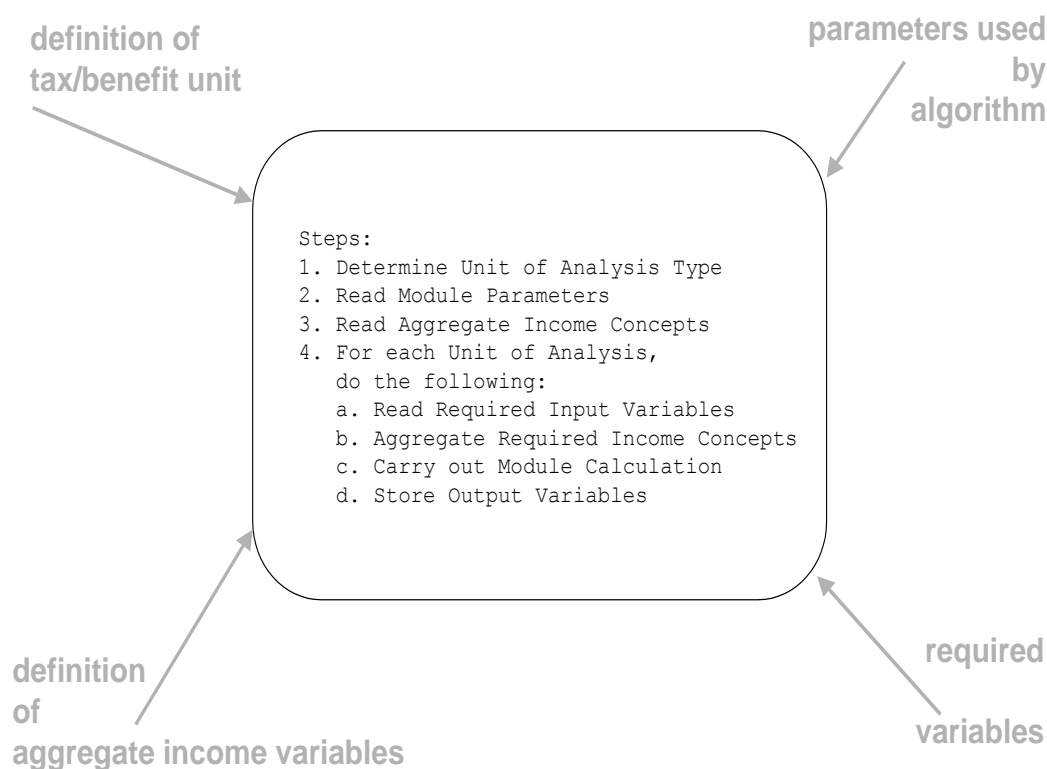 definition of
tax/benefit unit
parameters used
by
algorithm
Steps:
1. Determine Unit of Analysis Type
2. Read Module Parameters
3. Read Aggregate Income Concepts
4. For each Unit of Analysis,
do the following:
a. Read Required Input Variables
b. Aggregate Required Income Concepts
c. Carry out Module Calculation
d. Store Output Variables
definition
of
aggregate income variables
required
variables